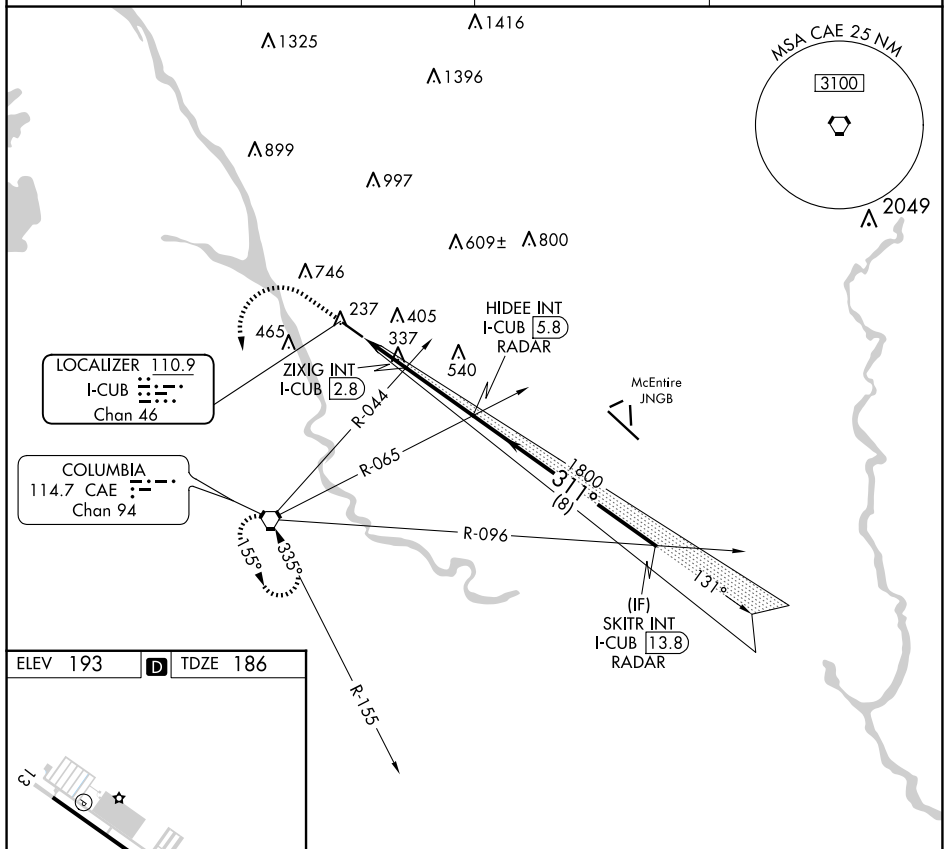 1416
1325
1396
MSA CAE 25 NM
3100
899
997
2049
609± 800
746
HIDEE INT
I-CUB 5.8
RADAR
237
405
465
337
ZIXIG INT
I-CUB 2.8
540
LOCALIZER 110.9
I-CUB
Chan 46
McEntire
JNGB
R-044
R-065
1800
311°
(8)
COLUMBIA
114.7 CAE
Chan 94
R-096
155°
335°
131°
(IF)
SKITR INT
I-CUB 13.8
RADAR
R-155
ELEV 193 D TDZE 186
13
P